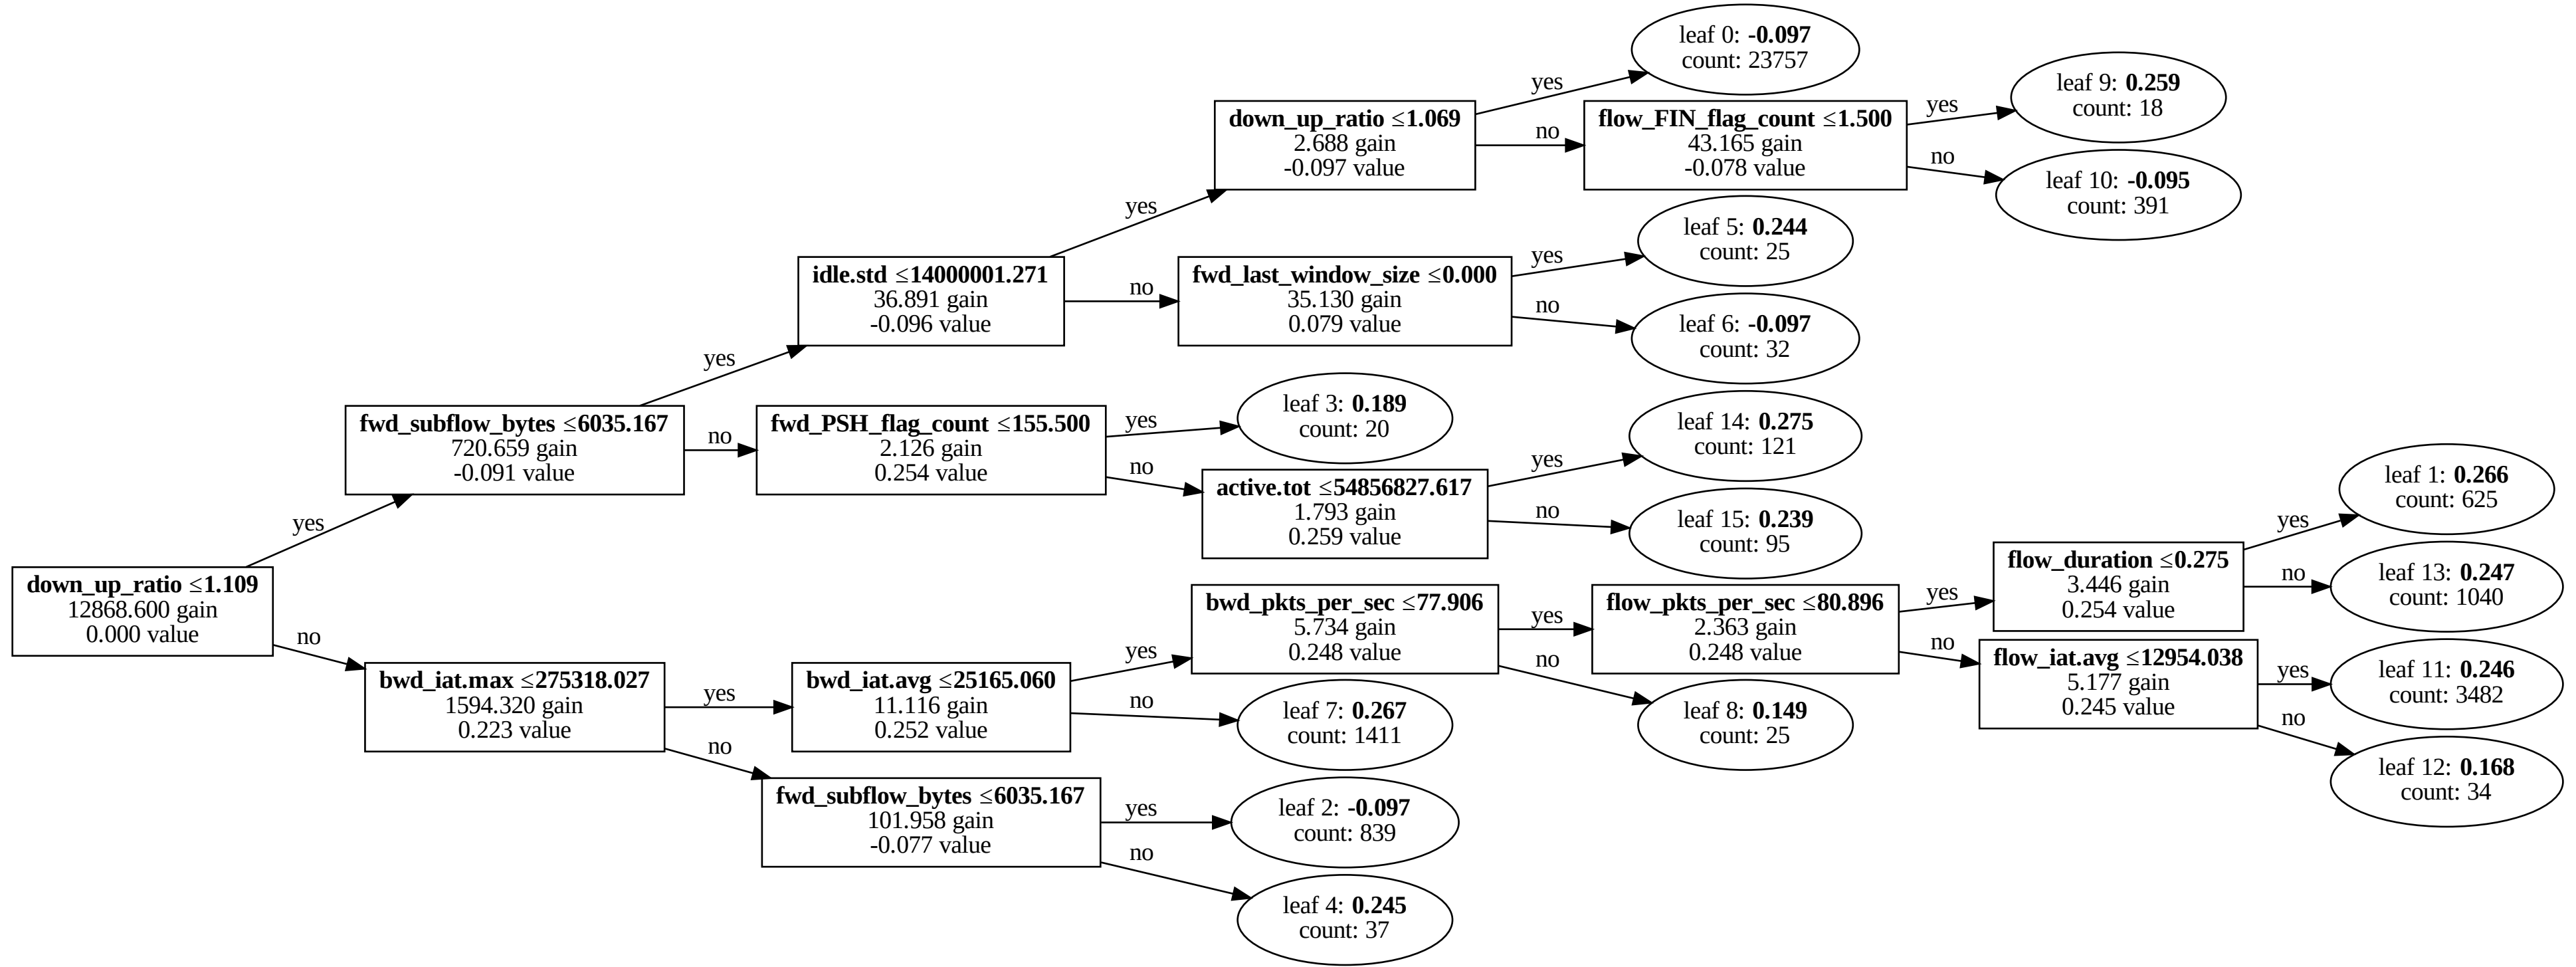 down_up_ratio ≤1.109
12868.600 gain
0.000 value
yes
no
fwd_subflow_bytes ≤6035.167
720.659 gain
-0.091 value
yes
no
idle.std ≤14000001.271
36.891 gain
-0.096 value
yes
no
down_up_ratio ≤1.069
2.688 gain
-0.097 value
yes
no
leaf 0: -0.097
count: 23757
flow_FIN_flag_count ≤1.500
43.165 gain
-0.078 value
yes
no
leaf 9: 0.259
count: 18
leaf 10: -0.095
count: 391
fwd_last_window_size ≤0.000
35.130 gain
0.079 value
yes
no
leaf 5: 0.244
count: 25
leaf 6: -0.097
count: 32
fwd_PSH_flag_count ≤155.500
2.126 gain
0.254 value
yes
no
leaf 3: 0.189
count: 20
active.tot ≤54856827.617
1.793 gain
0.259 value
yes
no
leaf 14: 0.275
count: 121
leaf 15: 0.239
count: 95
bwd_iat.max ≤275318.027
1594.320 gain
0.223 value
yes
no
bwd_iat.avg ≤25165.060
11.116 gain
0.252 value
yes
no
bwd_pkts_per_sec ≤77.906
5.734 gain
0.248 value
yes
no
flow_pkts_per_sec ≤80.896
2.363 gain
0.248 value
yes
no
flow_duration ≤0.275
3.446 gain
0.254 value
yes
no
leaf 1: 0.266
count: 625
leaf 13: 0.247
count: 1040
flow_iat.avg ≤12954.038
5.177 gain
0.245 value
yes
no
leaf 11: 0.246
count: 3482
leaf 12: 0.168
count: 34
leaf 8: 0.149
count: 25
leaf 7: 0.267
count: 1411
fwd_subflow_bytes ≤6035.167
101.958 gain
-0.077 value
yes
no
leaf 2: -0.097
count: 839
leaf 4: 0.245
count: 37